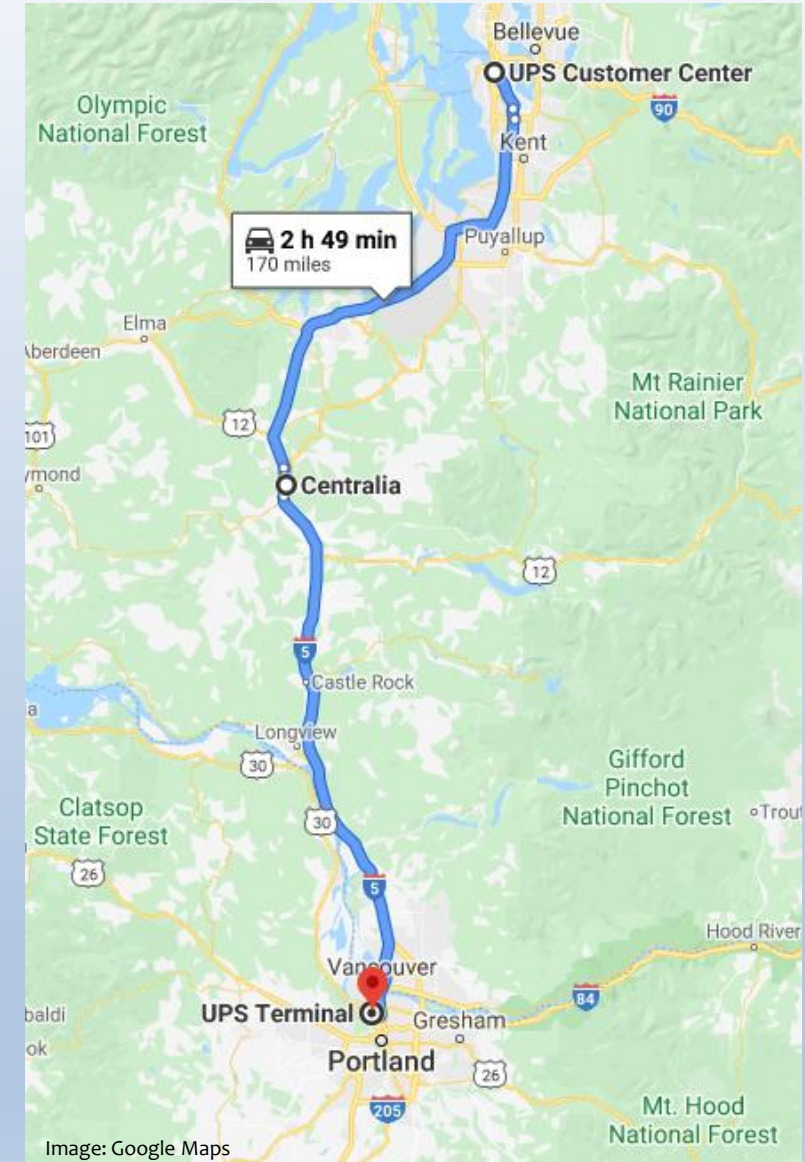 Bellevue
UPS Customer Center
Olympic
National Forest
90
Kent
2 h 49 min
170 miles
Puyallup
Elma
Aberdeen
Mt Rainier
National Park
12
101
ymond
Centralia
12
5
Castle Rock
a
Longview
30
Gifford
Pinchot
National Forest
Trout
Clatsop
State Forest
30
26
5
Hood River
Vancouver
84
baldi
UPS Terminal
Gresham
ok
Portland
26
205
Mt. Hood
National Forest
Image: Google Maps